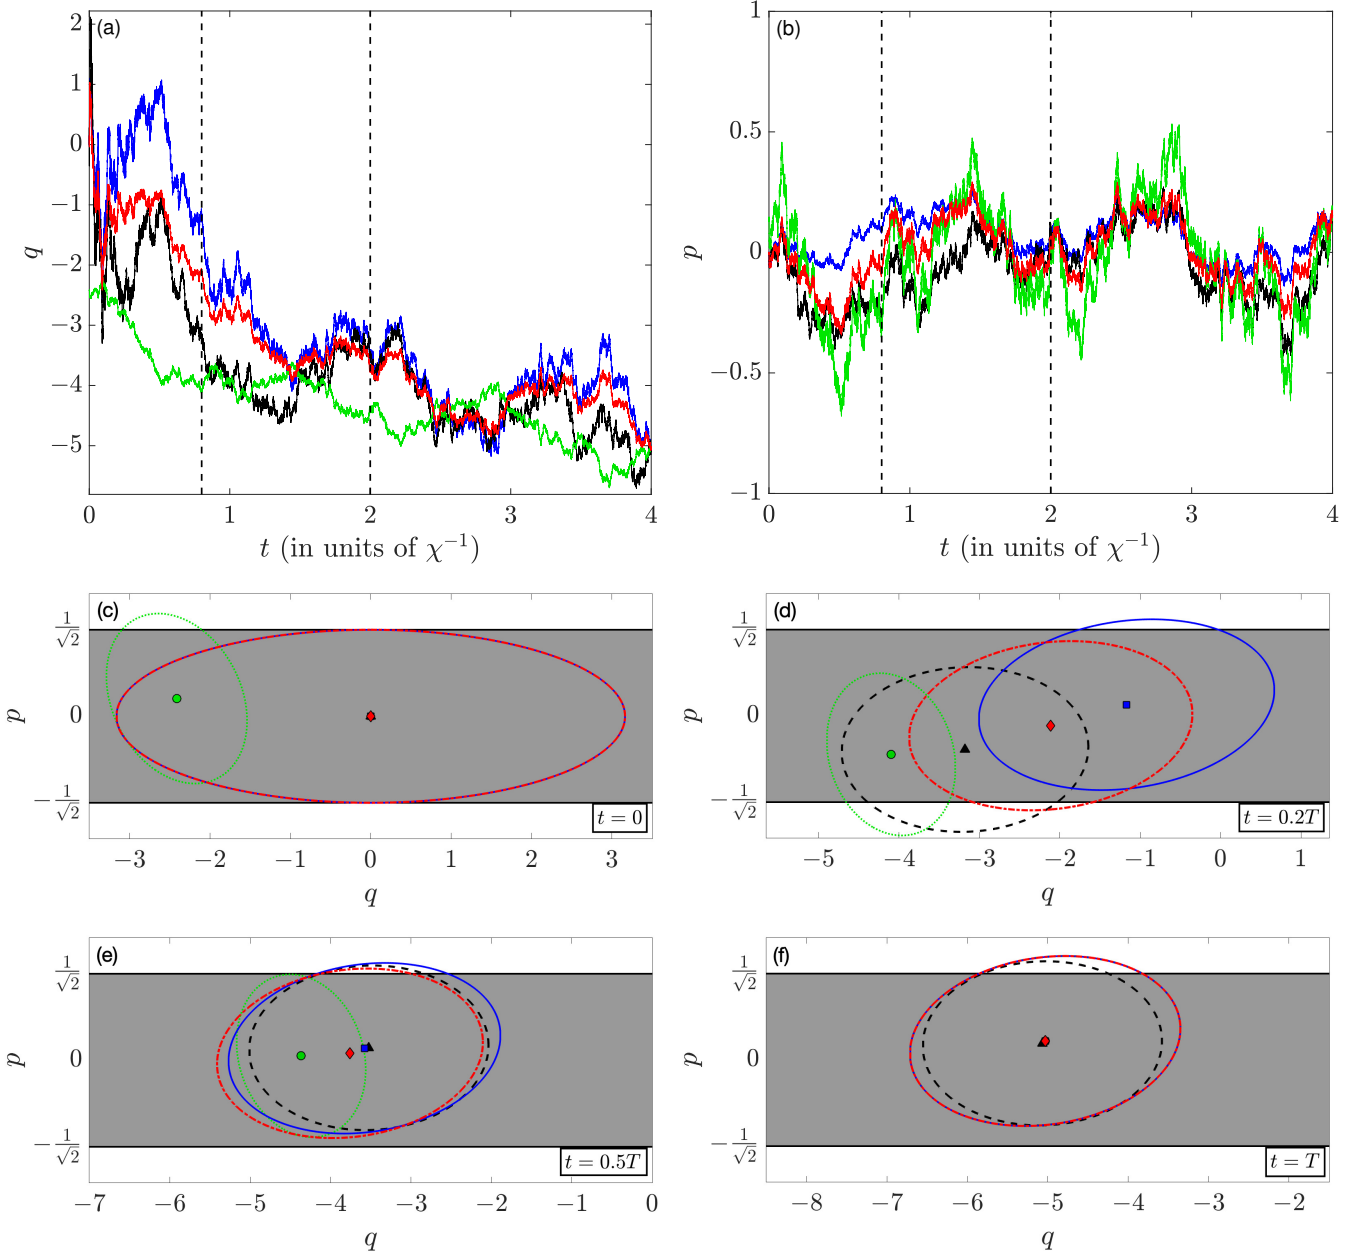 (a)
2
1
0
−1
−2
−3
−4
−5
q
0 1 2 3 4
t (in units of χ⁻¹)
(b)
1
0.5
0
−0.5
−1
p
0 1 2 3 4
t (in units of χ⁻¹)
(c)
1/√2
0
−1/√2
p
t = 0
−3 −2 −1 0 1 2 3
q
(d)
1/√2
0
−1/√2
p
t = 0.2T
−5 −4 −3 −2 −1 0 1
q
(e)
1/√2
0
−1/√2
p
t = 0.5T
−7 −6 −5 −4 −3 −2 −1 0
q
(f)
1/√2
0
−1/√2
p
t = T
−8 −7 −6 −5 −4 −3 −2
q